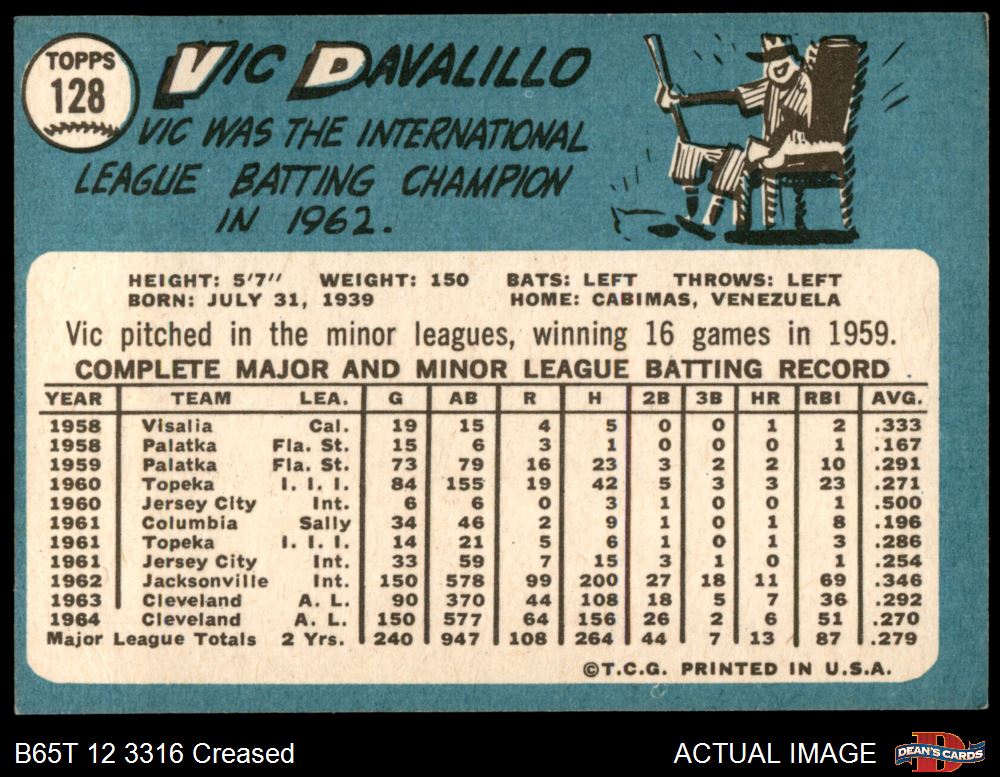 TOPPS
128
VIC DAVALILLO
VIC WAS THE INTERNATIONAL
LEAGUE BATTING CHAMPION
IN 1962.
HEIGHT: 5'7" WEIGHT: 150 BATS: LEFT THROWS: LEFT
BORN: JULY 31, 1939 HOME: CABIMAS, VENEZUELA
Vic pitched in the minor leagues, winning 16 games in 1959.
COMPLETE MAJOR AND MINOR LEAGUE BATTING RECORD
YEAR TEAM LEA. G AB R H 2B 3B HR RBI AVG.
1958 Visalia Cal. 19 15 4 5 0 0 1 2 .333
1958 Palatka Fla. St. 15 6 3 1 0 0 0 1 .167
1959 Palatka Fla. St. 73 79 16 23 3 2 2 10 .291
1960 Topeka I. I. I. 84 155 19 42 5 3 3 23 .271
1960 Jersey City Int. 6 6 0 3 1 0 0 1 .500
1961 Columbia Sally 34 46 2 9 1 0 1 8 .196
1961 Topeka I. I. I. 14 21 5 6 1 0 1 3 .286
1961 Jersey City Int. 33 59 7 15 3 1 0 1 .254
1962 Jacksonville Int. 150 578 99 200 27 18 11 69 .346
1963 Cleveland A. L. 90 370 44 108 18 5 7 36 .292
1964 Cleveland A. L. 150 577 64 156 26 2 6 51 .270
Major League Totals 2 Yrs. 240 947 108 264 44 7 13 87 .279
©T.C.G. PRINTED IN U.S.A.
B65T 12 3316 Creased ACTUAL IMAGE DEAN'S CARDS